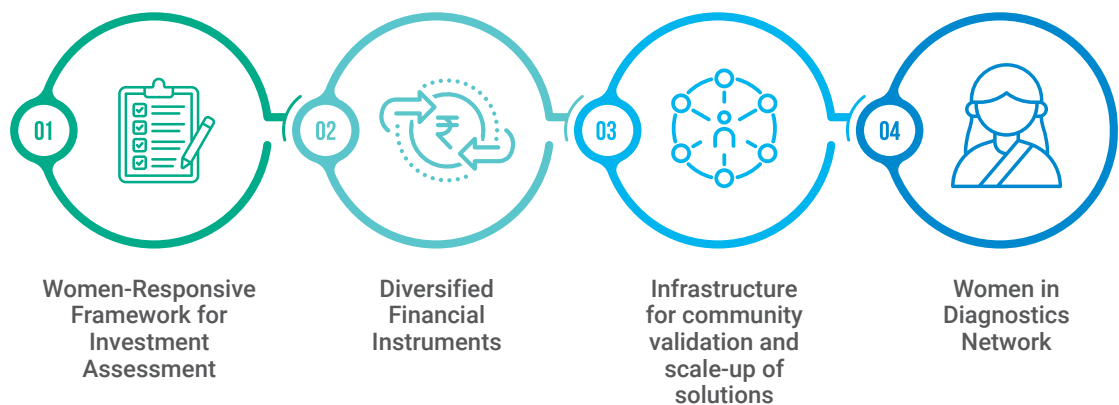 01
Women-Responsive
Framework for
Investment
Assessment
02
₹
Diversified
Financial
Instruments
03
Infrastructure
for community
validation and
scale-up of
solutions
04
Women in
Diagnostics
Network